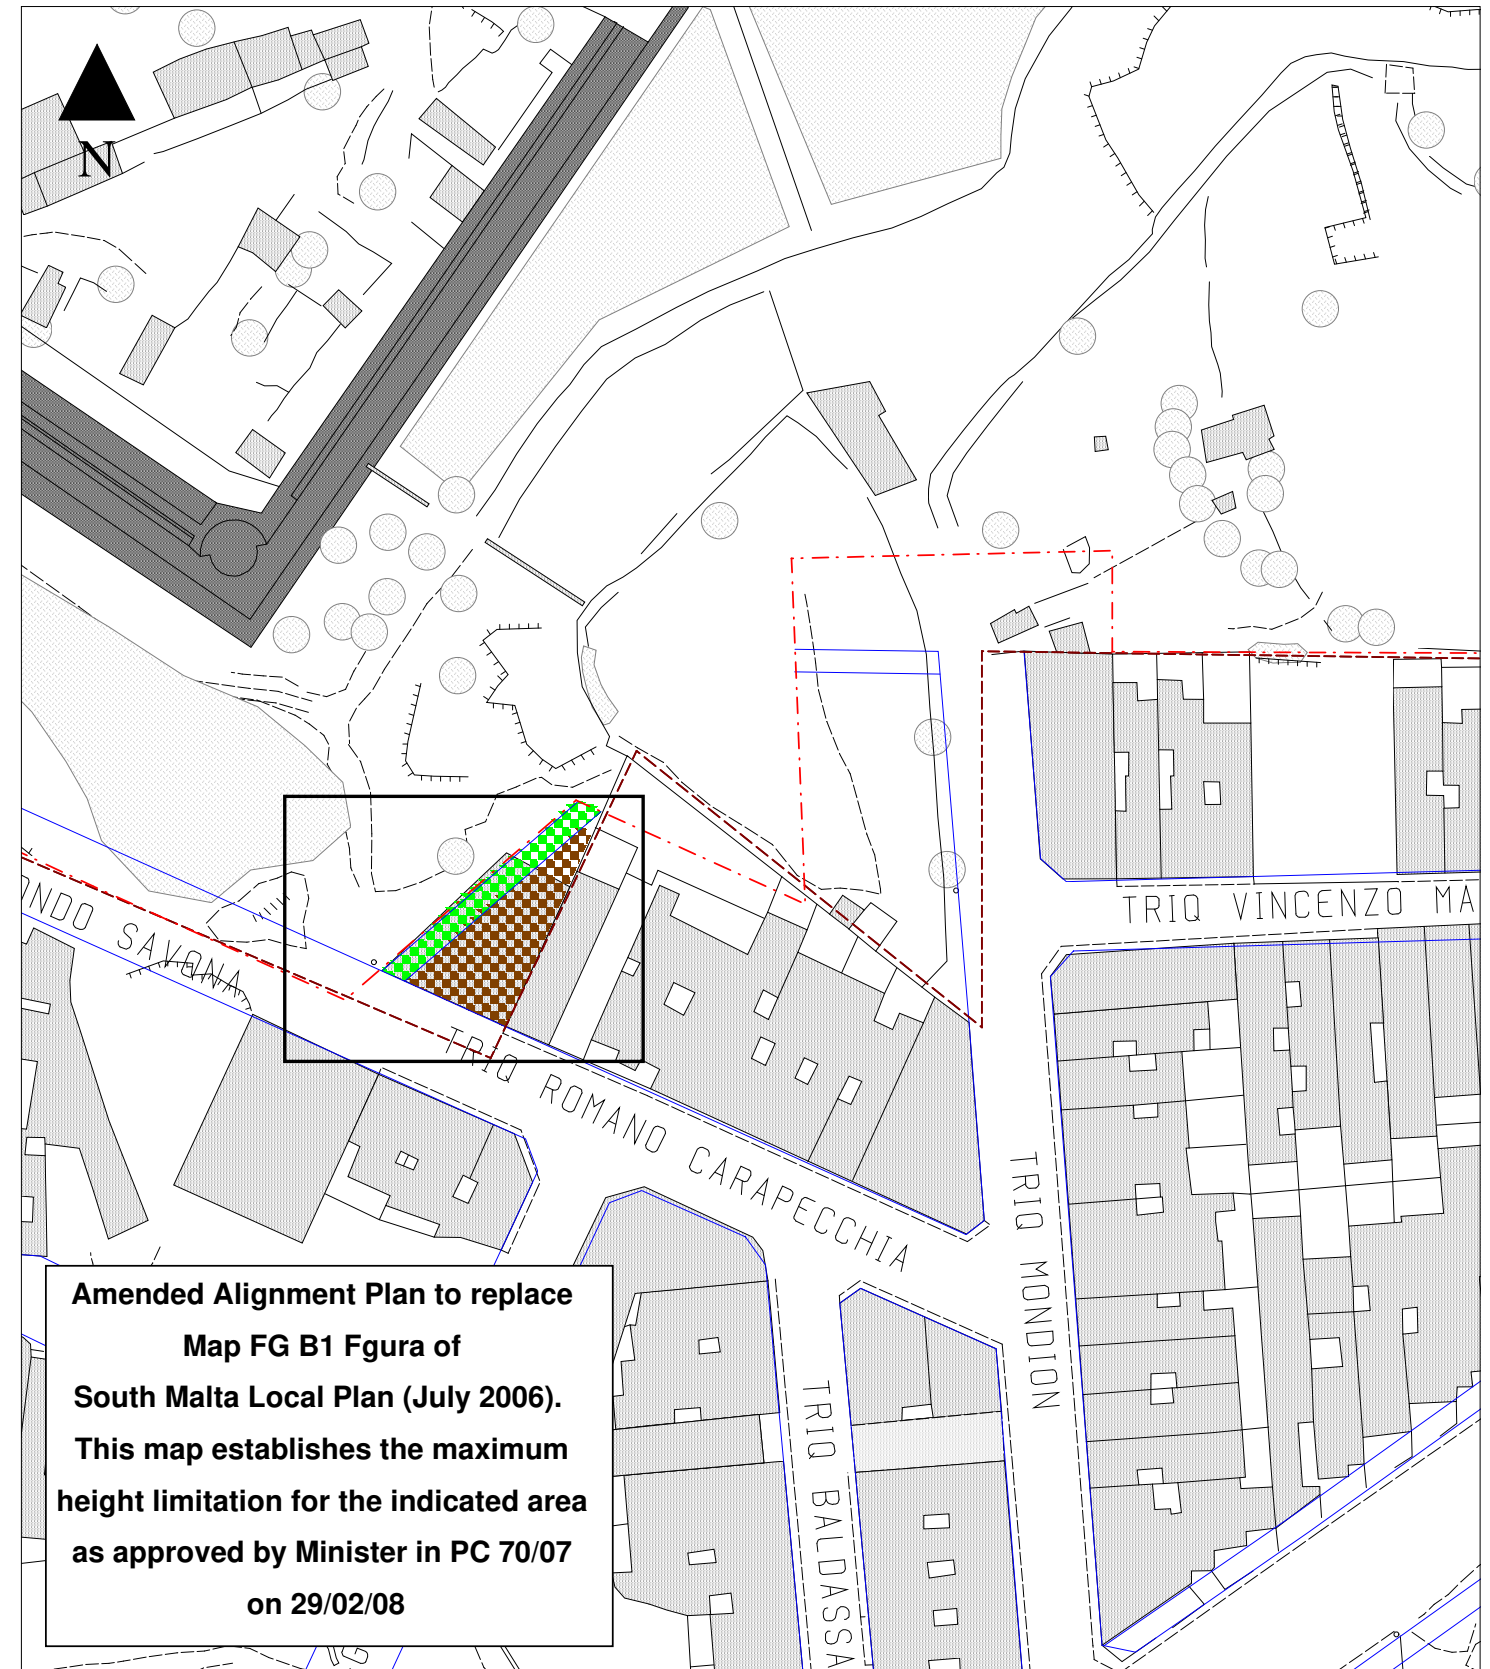 N
ONDO SAVONA
TRIQ VINCENZO MA
TRIQ ROMANO CARAPECCHIA
TRIQ MONDION
TRIQ BALDASSA
Amended Alignment Plan to replace
Map FG B1 Fgura of
South Malta Local Plan (July 2006).
This map establishes the maximum
height limitation for the indicated area
as approved by Minister in PC 70/07
on 29/02/08